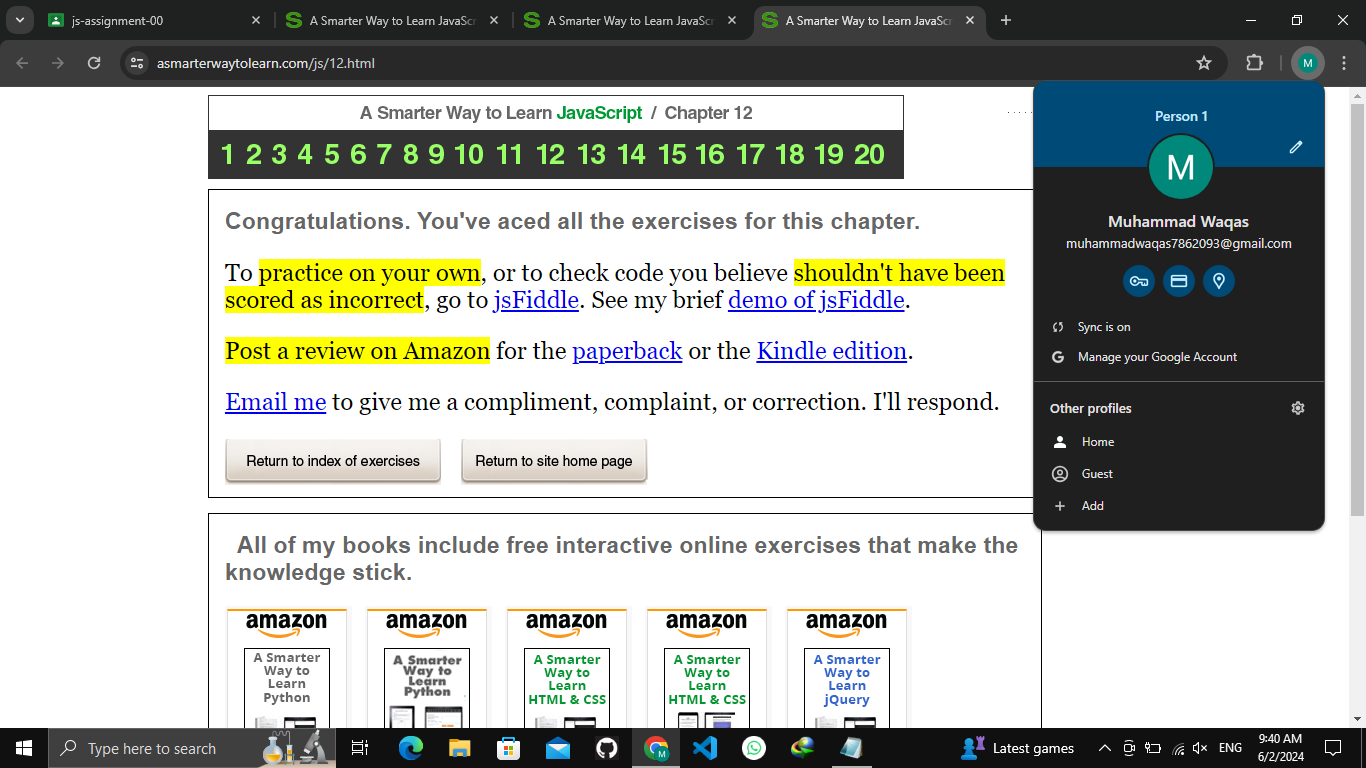 js-assignment-00
A Smarter Way to Learn JavaSc
A Smarter Way to Learn JavaSc
A Smarter Way to Learn JavaSc
asmarterwaytolearn.com/js/12.html
M
A Smarter Way to Learn JavaScript / Chapter 12
1 2 3 4 5 6 7 8 9 10 11 12 13 14 15 16 17 18 19 20
Congratulations. You've aced all the exercises for this chapter.
To practice on your own, or to check code you believe shouldn't have been
scored as incorrect, go to jsFiddle. See my brief demo of jsFiddle.
Post a review on Amazon for the paperback or the Kindle edition.
Email me to give me a compliment, complaint, or correction. I'll respond.
Return to index of exercises
Return to site home page
Person 1
M
Muhammad Waqas
muhammadwaqas7862093@gmail.com
Sync is on
G
Manage your Google Account
Other profiles
Home
Guest
Add
All of my books include free interactive online exercises that make the
knowledge stick.
amazon
A Smarter
Way to
Learn
Python
amazon
A Smarter
Way to
Learn
Python
amazon
A Smarter
Way to
Learn
HTML & CSS
amazon
A Smarter
Way to
Learn
HTML & CSS
amazon
A Smarter
Way to
Learn
jQuery
Type here to search
M
Latest games
ENG
9:40 AM
6/2/2024